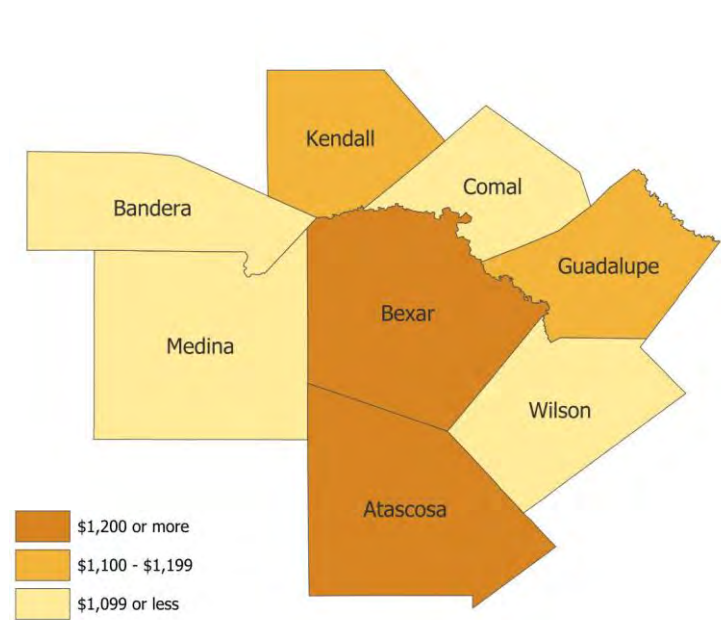 Kendall
Comal
Bandera
Guadalupe
Bexar
Medina
Wilson
Atascosa
$1,200 or more
$1,100 - $1,199
$1,099 or less